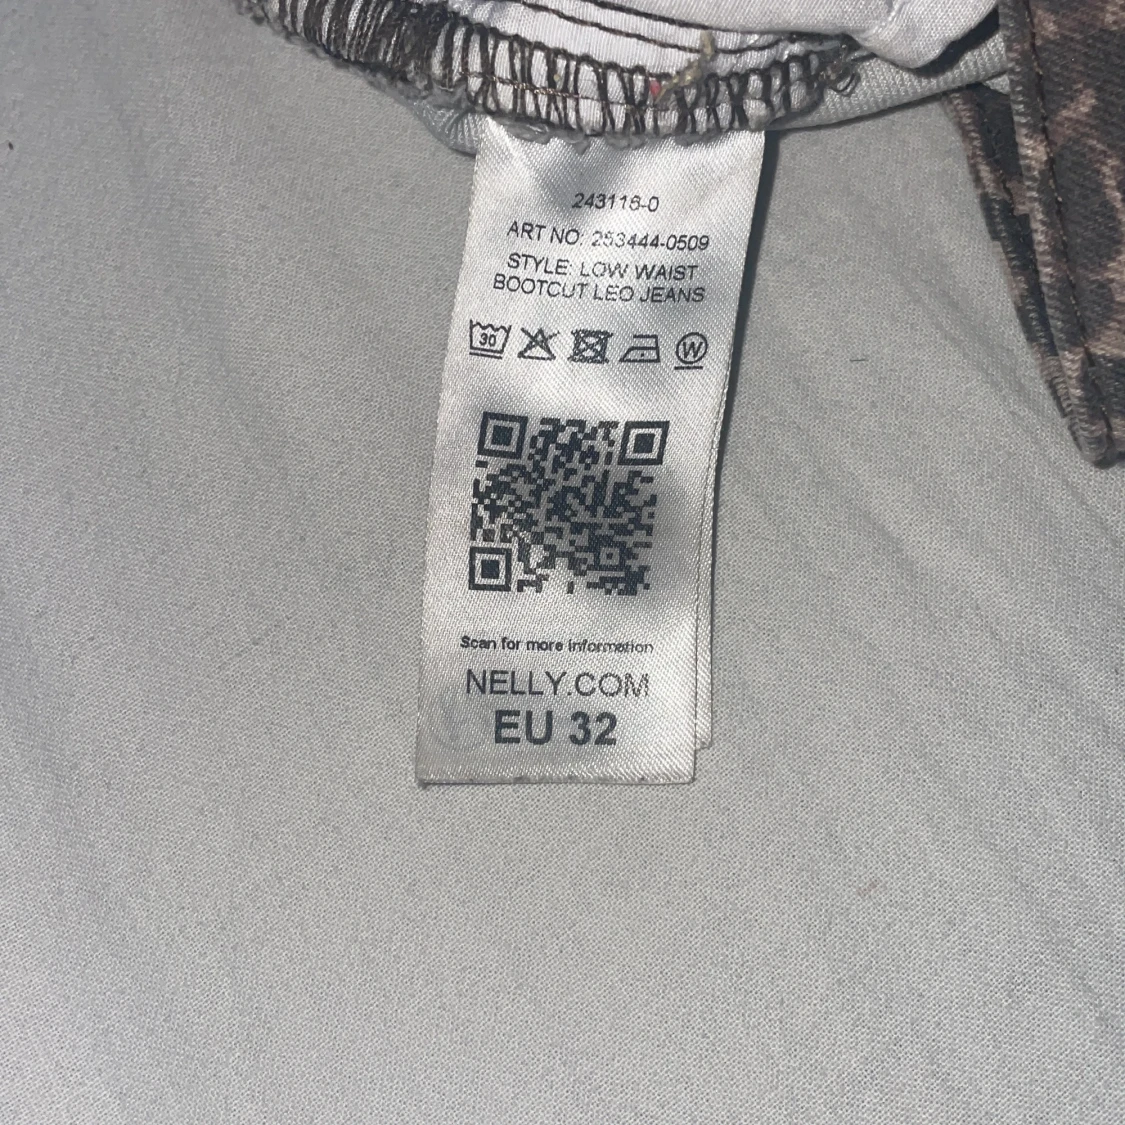 243116-0
ART NO: 253444-0509
STYLE: LOW WAIST
BOOTCUT LEO JEANS
30 W
Scan for more information
NELLY.COM
EU 32